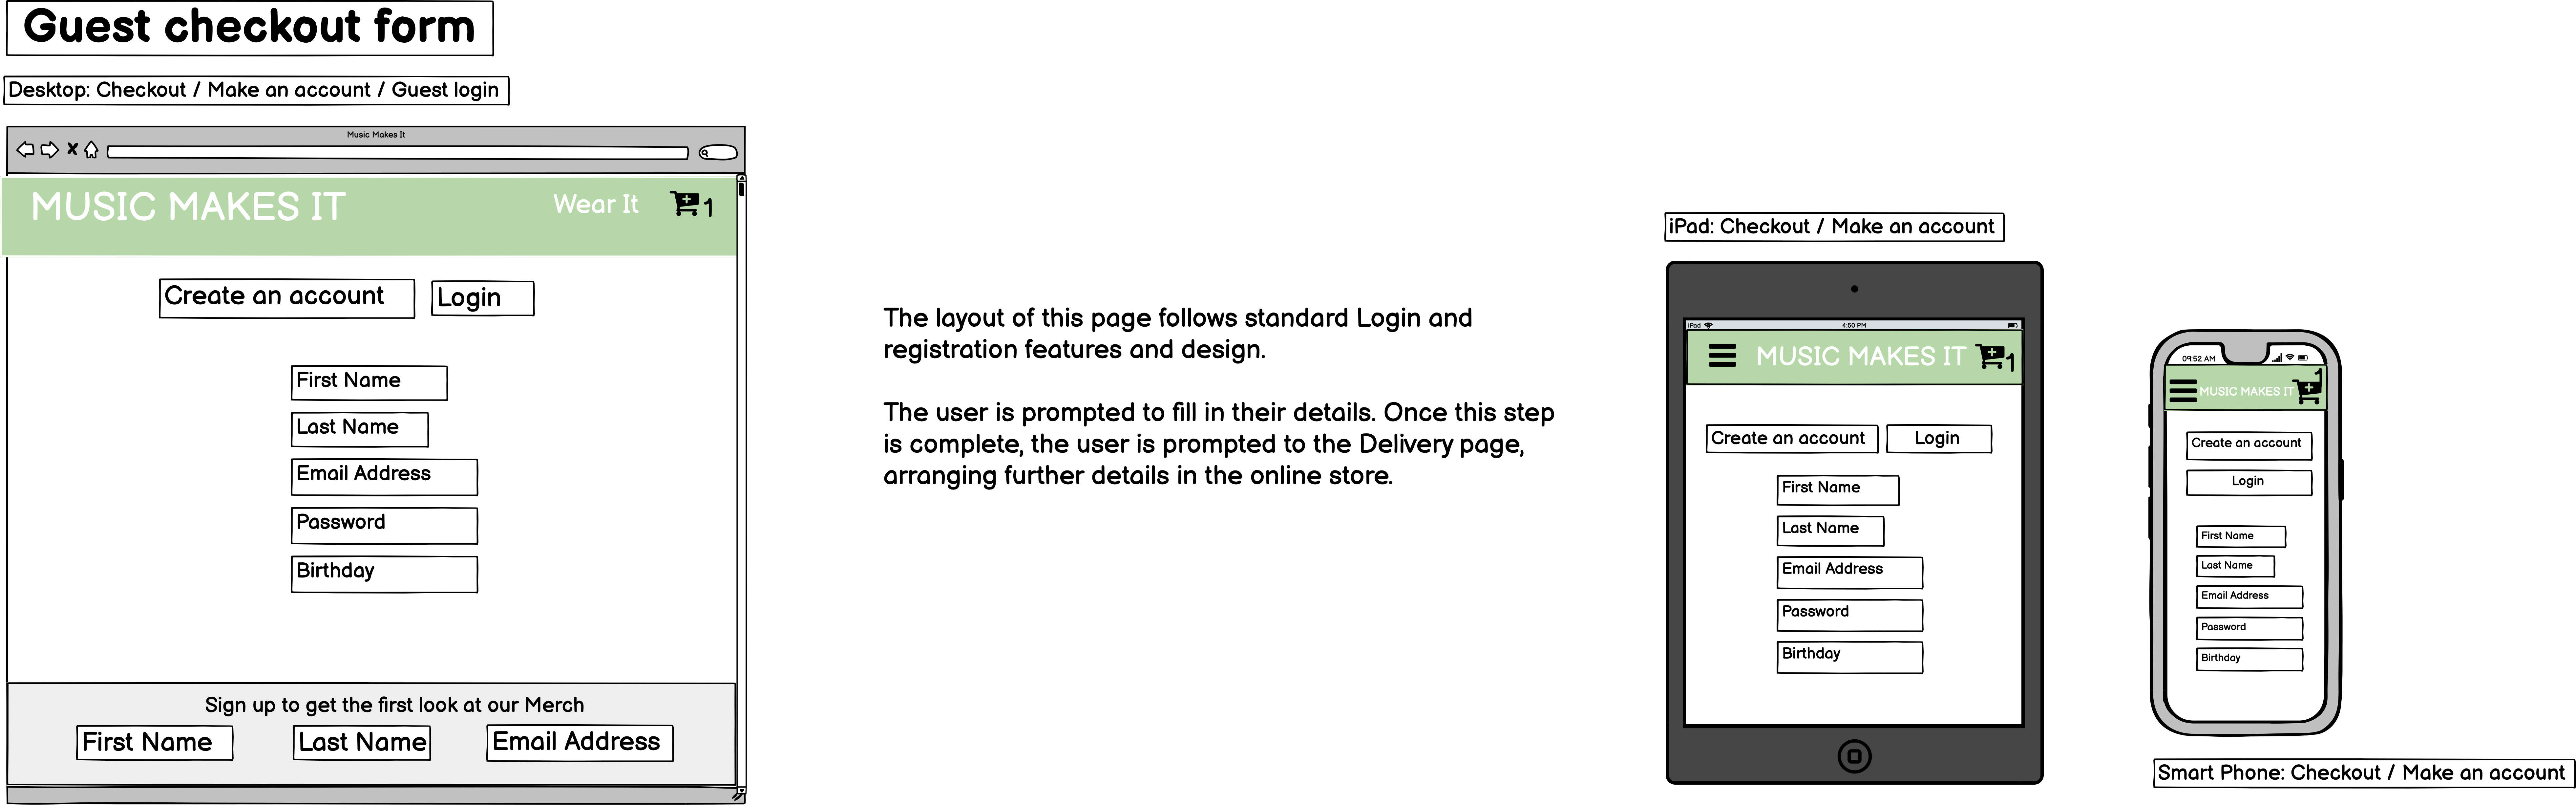 Guest checkout form
Desktop: Checkout / Make an account / Guest login
Music Makes It
MUSIC MAKES IT
Wear It
1
Create an account
Login
First Name
Last Name
Email Address
Password
Birthday
Sign up to get the first look at our Merch
First Name
Last Name
Email Address
The layout of this page follows standard Login and
registration features and design.
The user is prompted to fill in their details. Once this step
is complete, the user is prompted to the Delivery page,
arranging further details in the online store.
iPad: Checkout / Make an account
iPad
4:50 PM
MUSIC MAKES IT
1
Create an account
Login
First Name
Last Name
Email Address
Password
Birthday
09:52 AM
MUSIC MAKES IT
1
Create an account
Login
First Name
Last Name
Email Address
Password
Birthday
Smart Phone: Checkout / Make an account